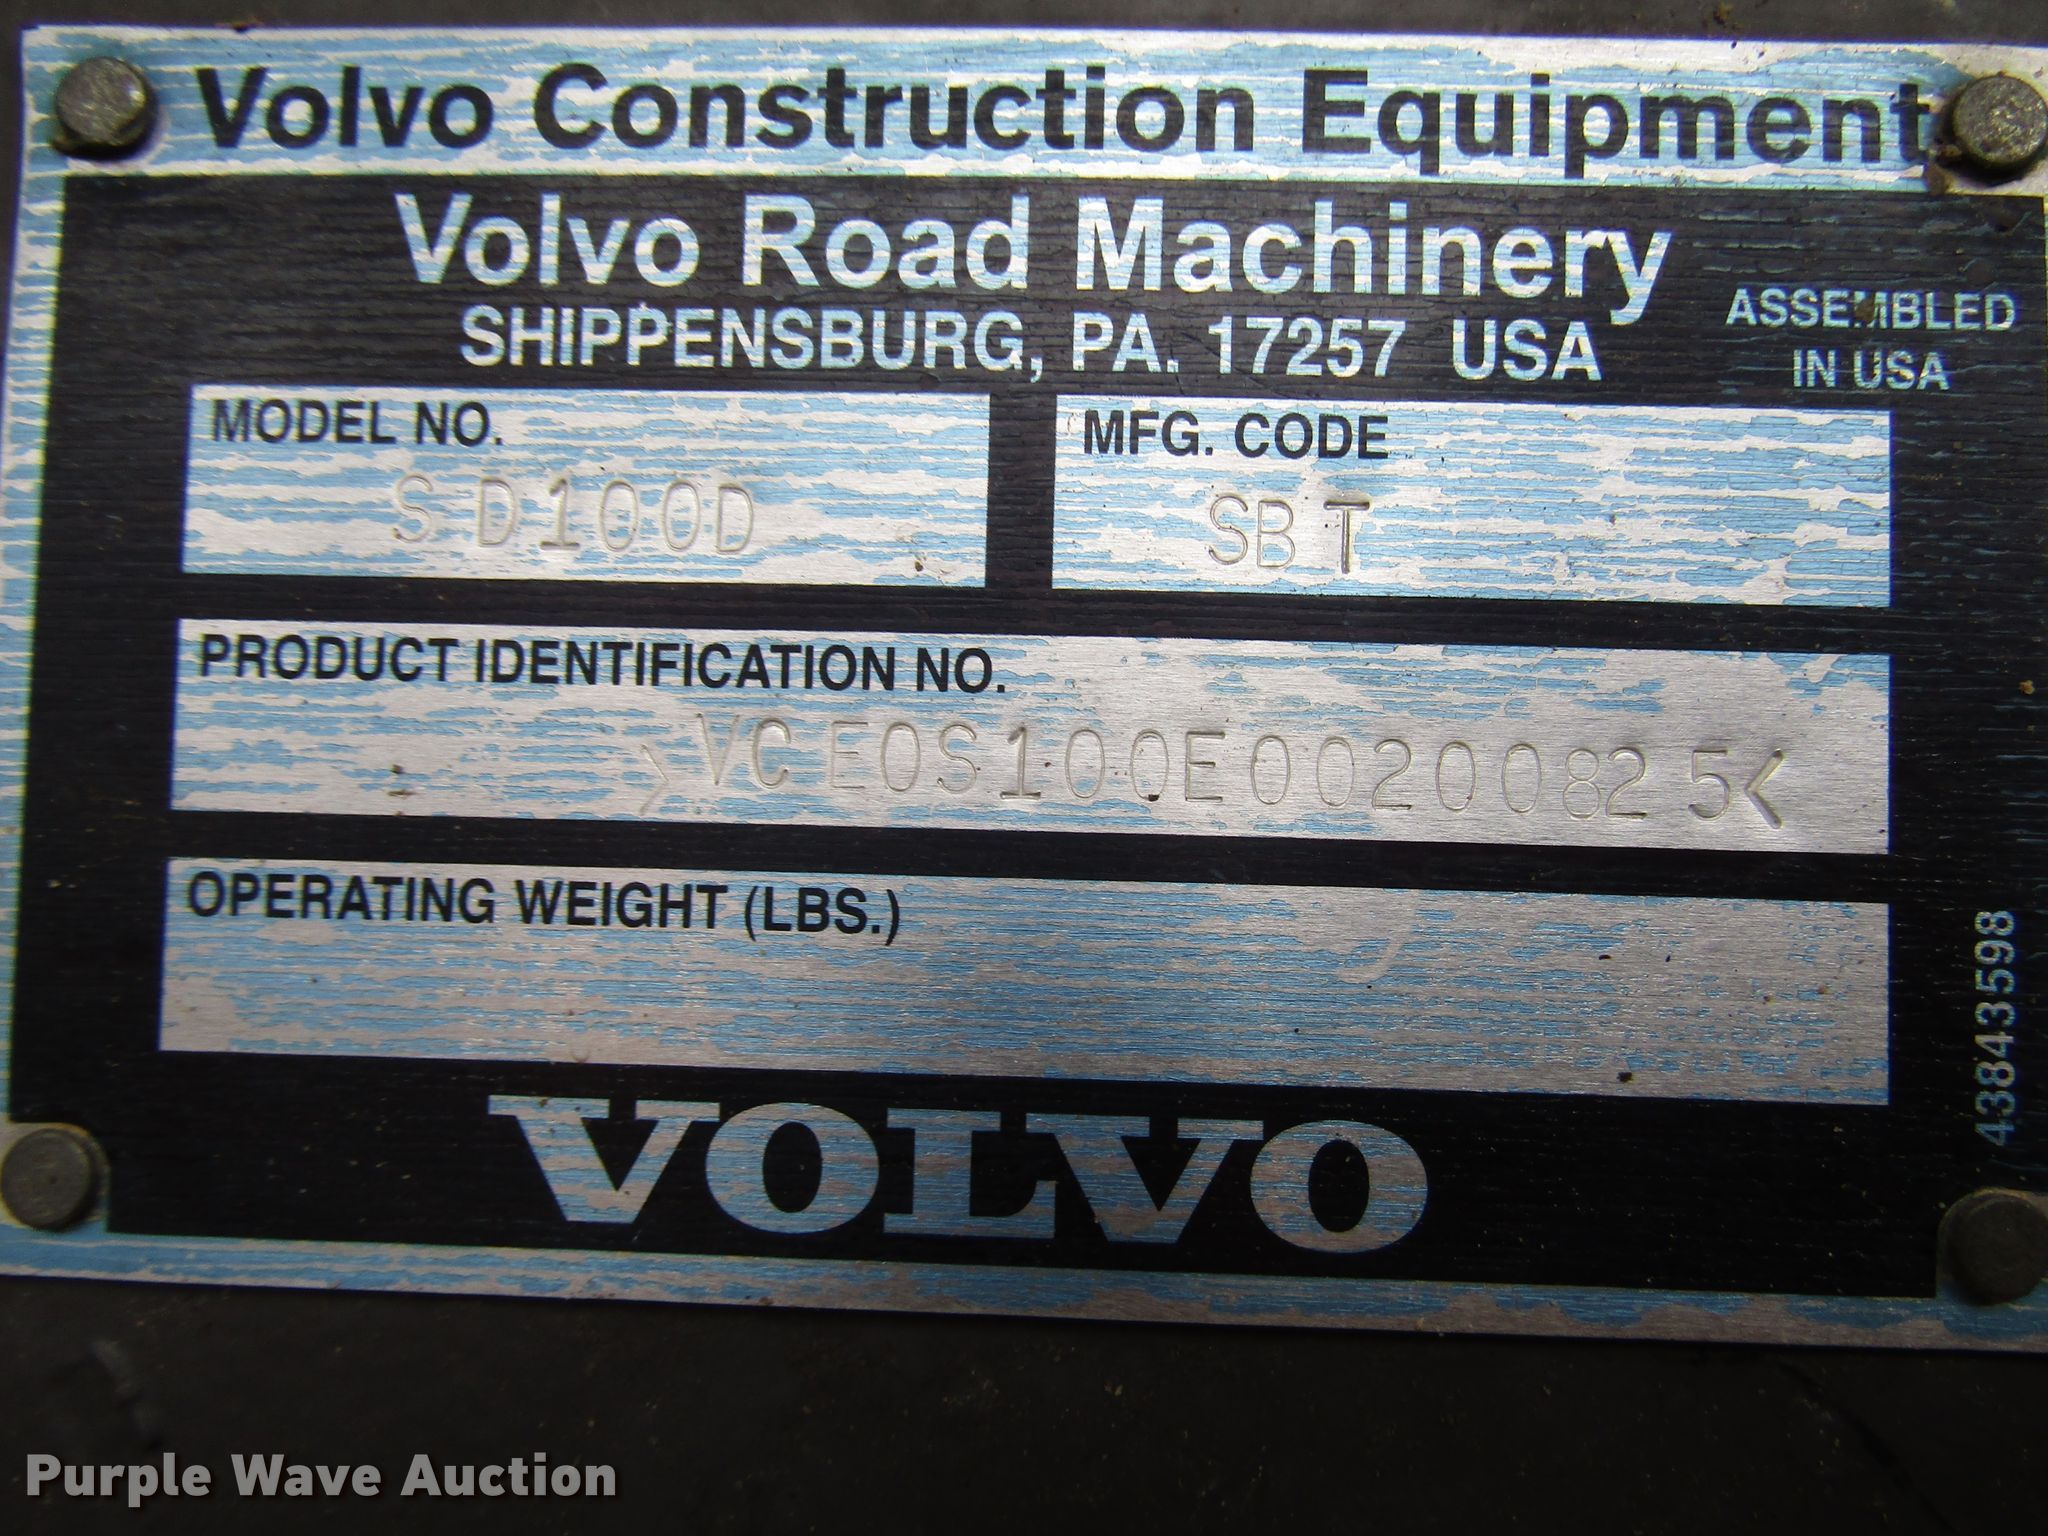 Volvo Construction Equipment
Volvo Road Machinery
SHIPPENSBURG, PA. 17257 USA
ASSEMBLED
IN USA
MODEL NO.
SD100D
MFG. CODE
SBT
PRODUCT IDENTIFICATION NO.
>VCE0S100E00200825<
OPERATING WEIGHT (LBS.)
43843598
VOLVO
Purple Wave Auction